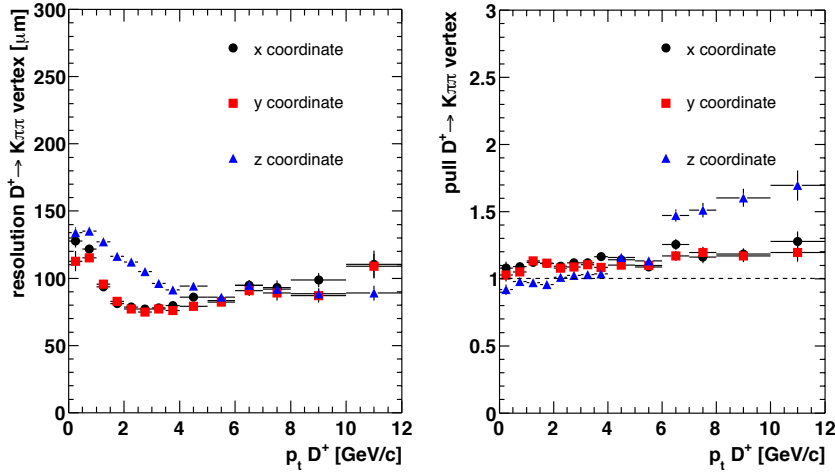 resolution D⁺→ Kππ vertex [μm]
300
250
200
150
100
50
0
x coordinate
y coordinate
z coordinate
0 2 4 6 8 10 12
pₜ D⁺ [GeV/c]
pull D⁺→ Kππ vertex
3
2.5
2
1.5
1
0.5
0
x coordinate
y coordinate
z coordinate
0 2 4 6 8 10 12
pₜ D⁺ [GeV/c]